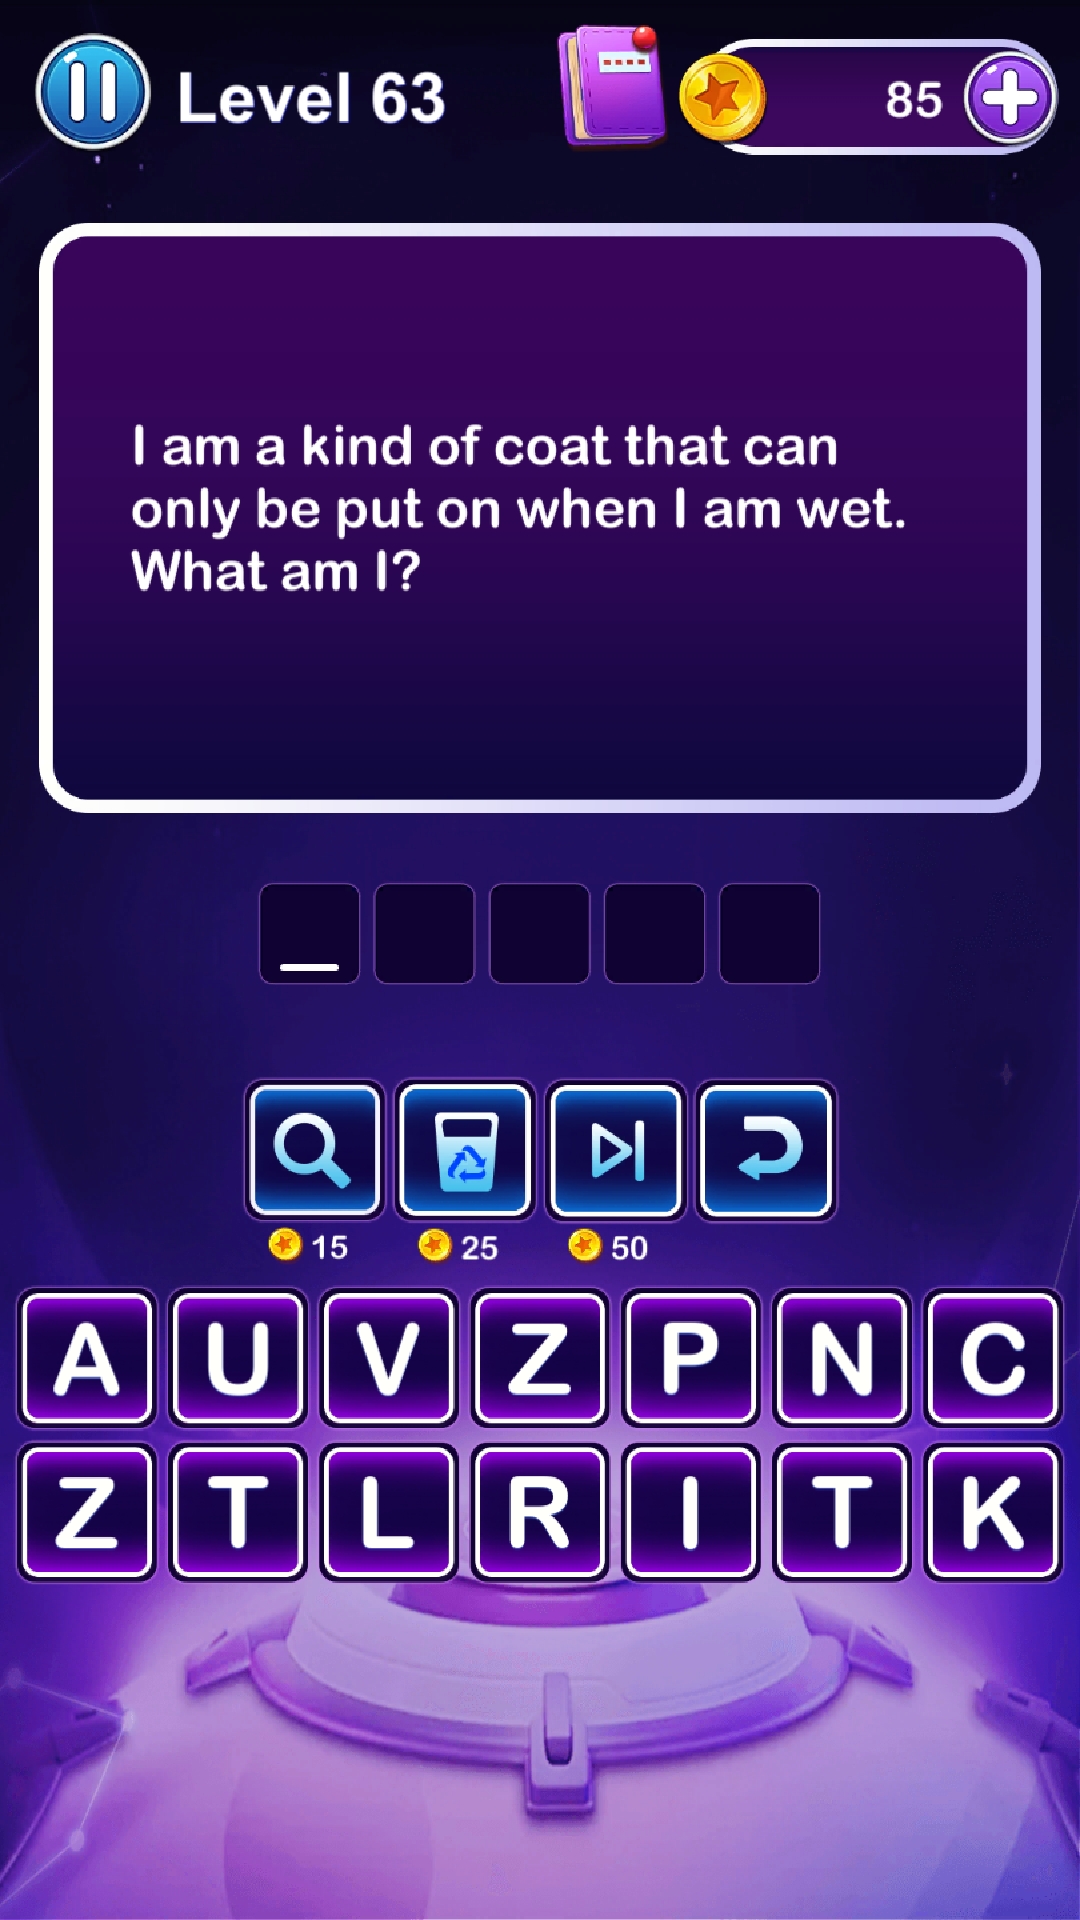 Level 63
85
I am a kind of coat that can
only be put on when I am wet.
What am I?
15 25 50
A U V Z P N C
Z T L R I T K